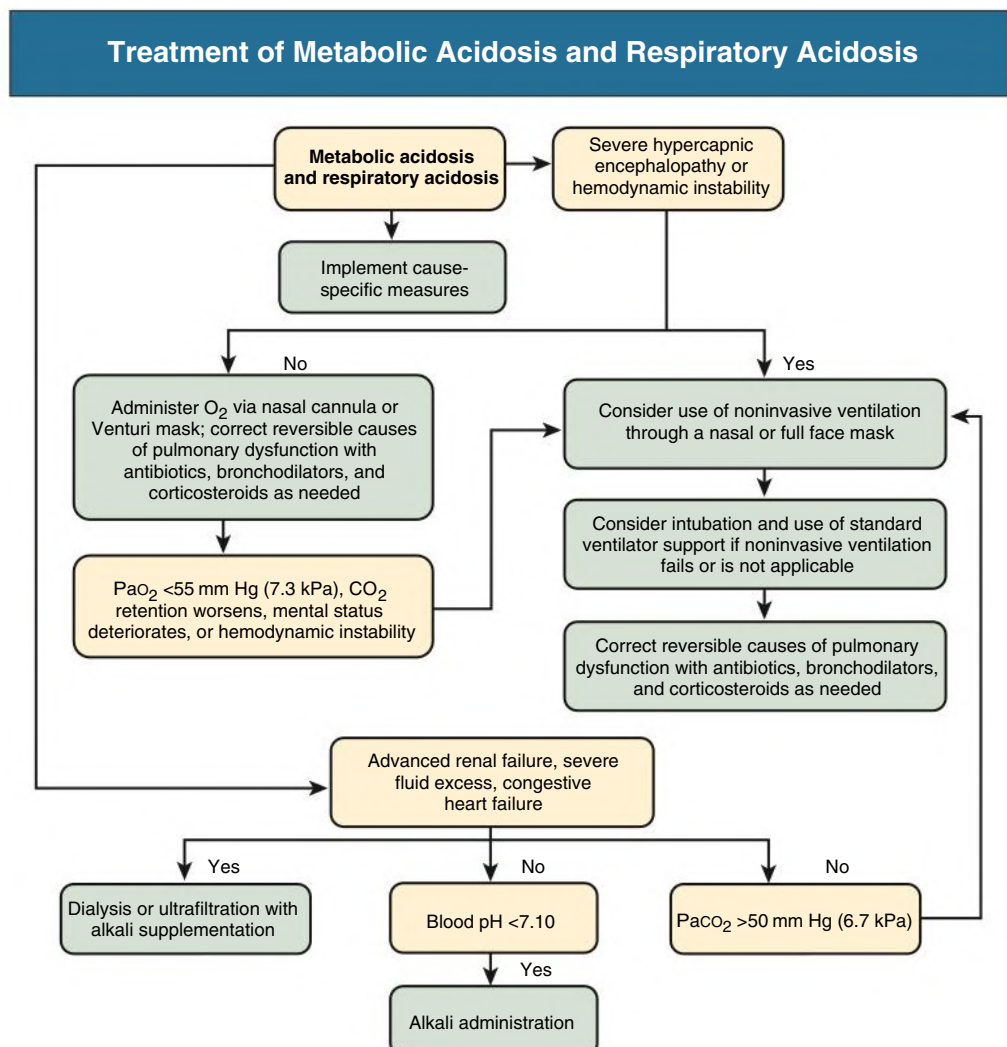 Treatment of Metabolic Acidosis and Respiratory Acidosis
Metabolic acidosis
and respiratory acidosis
Severe hypercapnic
encephalopathy or
hemodynamic instability
Implement cause-
specific measures
No
Yes
Administer O₂ via nasal cannula or
Venturi mask; correct reversible causes
of pulmonary dysfunction with
antibiotics, bronchodilators, and
corticosteroids as needed
Consider use of noninvasive ventilation
through a nasal or full face mask
Consider intubation and use of standard
ventilator support if noninvasive ventilation
fails or is not applicable
PaO₂ <55 mm Hg (7.3 kPa), CO₂
retention worsens, mental status
deteriorates, or hemodynamic instability
Correct reversible causes of pulmonary
dysfunction with antibiotics, bronchodilators,
and corticosteroids as needed
Advanced renal failure, severe
fluid excess, congestive
heart failure
Yes
No
No
Dialysis or ultrafiltration with
alkali supplementation
Blood pH <7.10
PaCO₂ >50 mm Hg (6.7 kPa)
Yes
Alkali administration